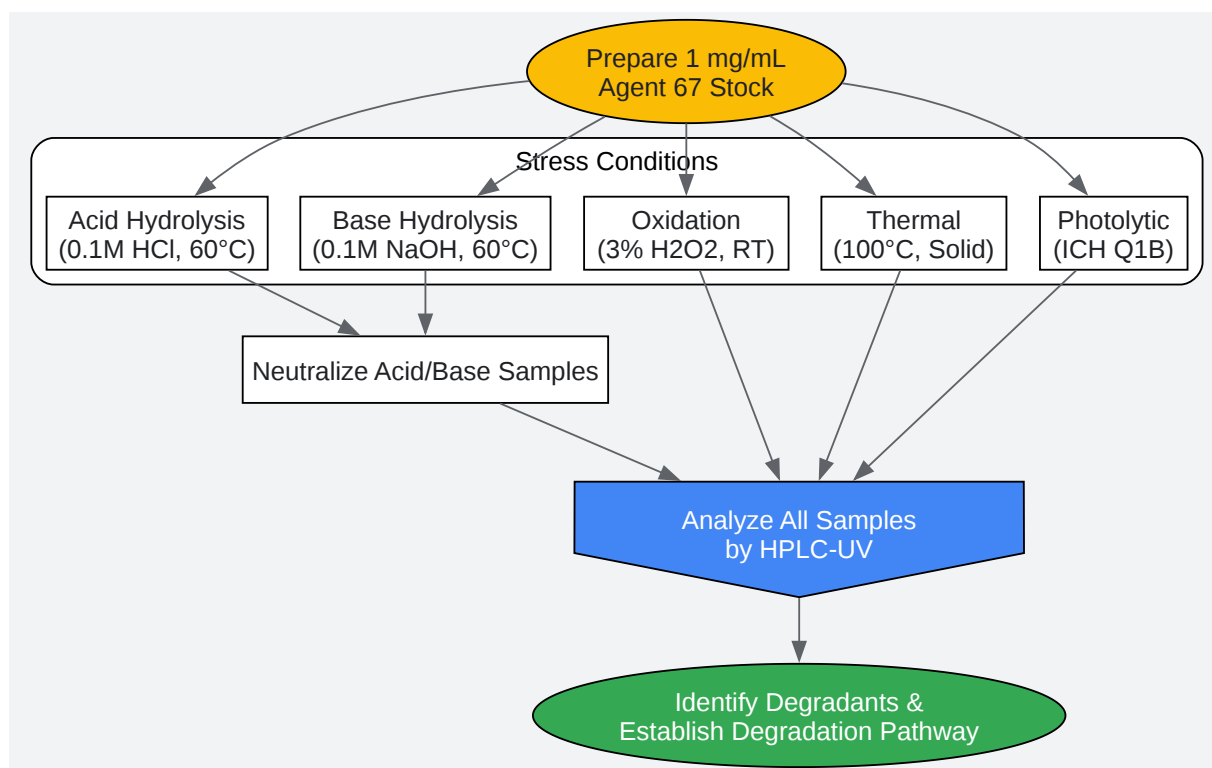 Prepare 1 mg/mL
Agent 67 Stock
Stress Conditions
Acid Hydrolysis
(0.1M HCl, 60°C)
Base Hydrolysis
(0.1M NaOH, 60°C)
Oxidation
(3% H2O2, RT)
Thermal
(100°C, Solid)
Photolytic
(ICH Q1B)
Neutralize Acid/Base Samples
Analyze All Samples
by HPLC-UV
Identify Degradants &
Establish Degradation Pathway